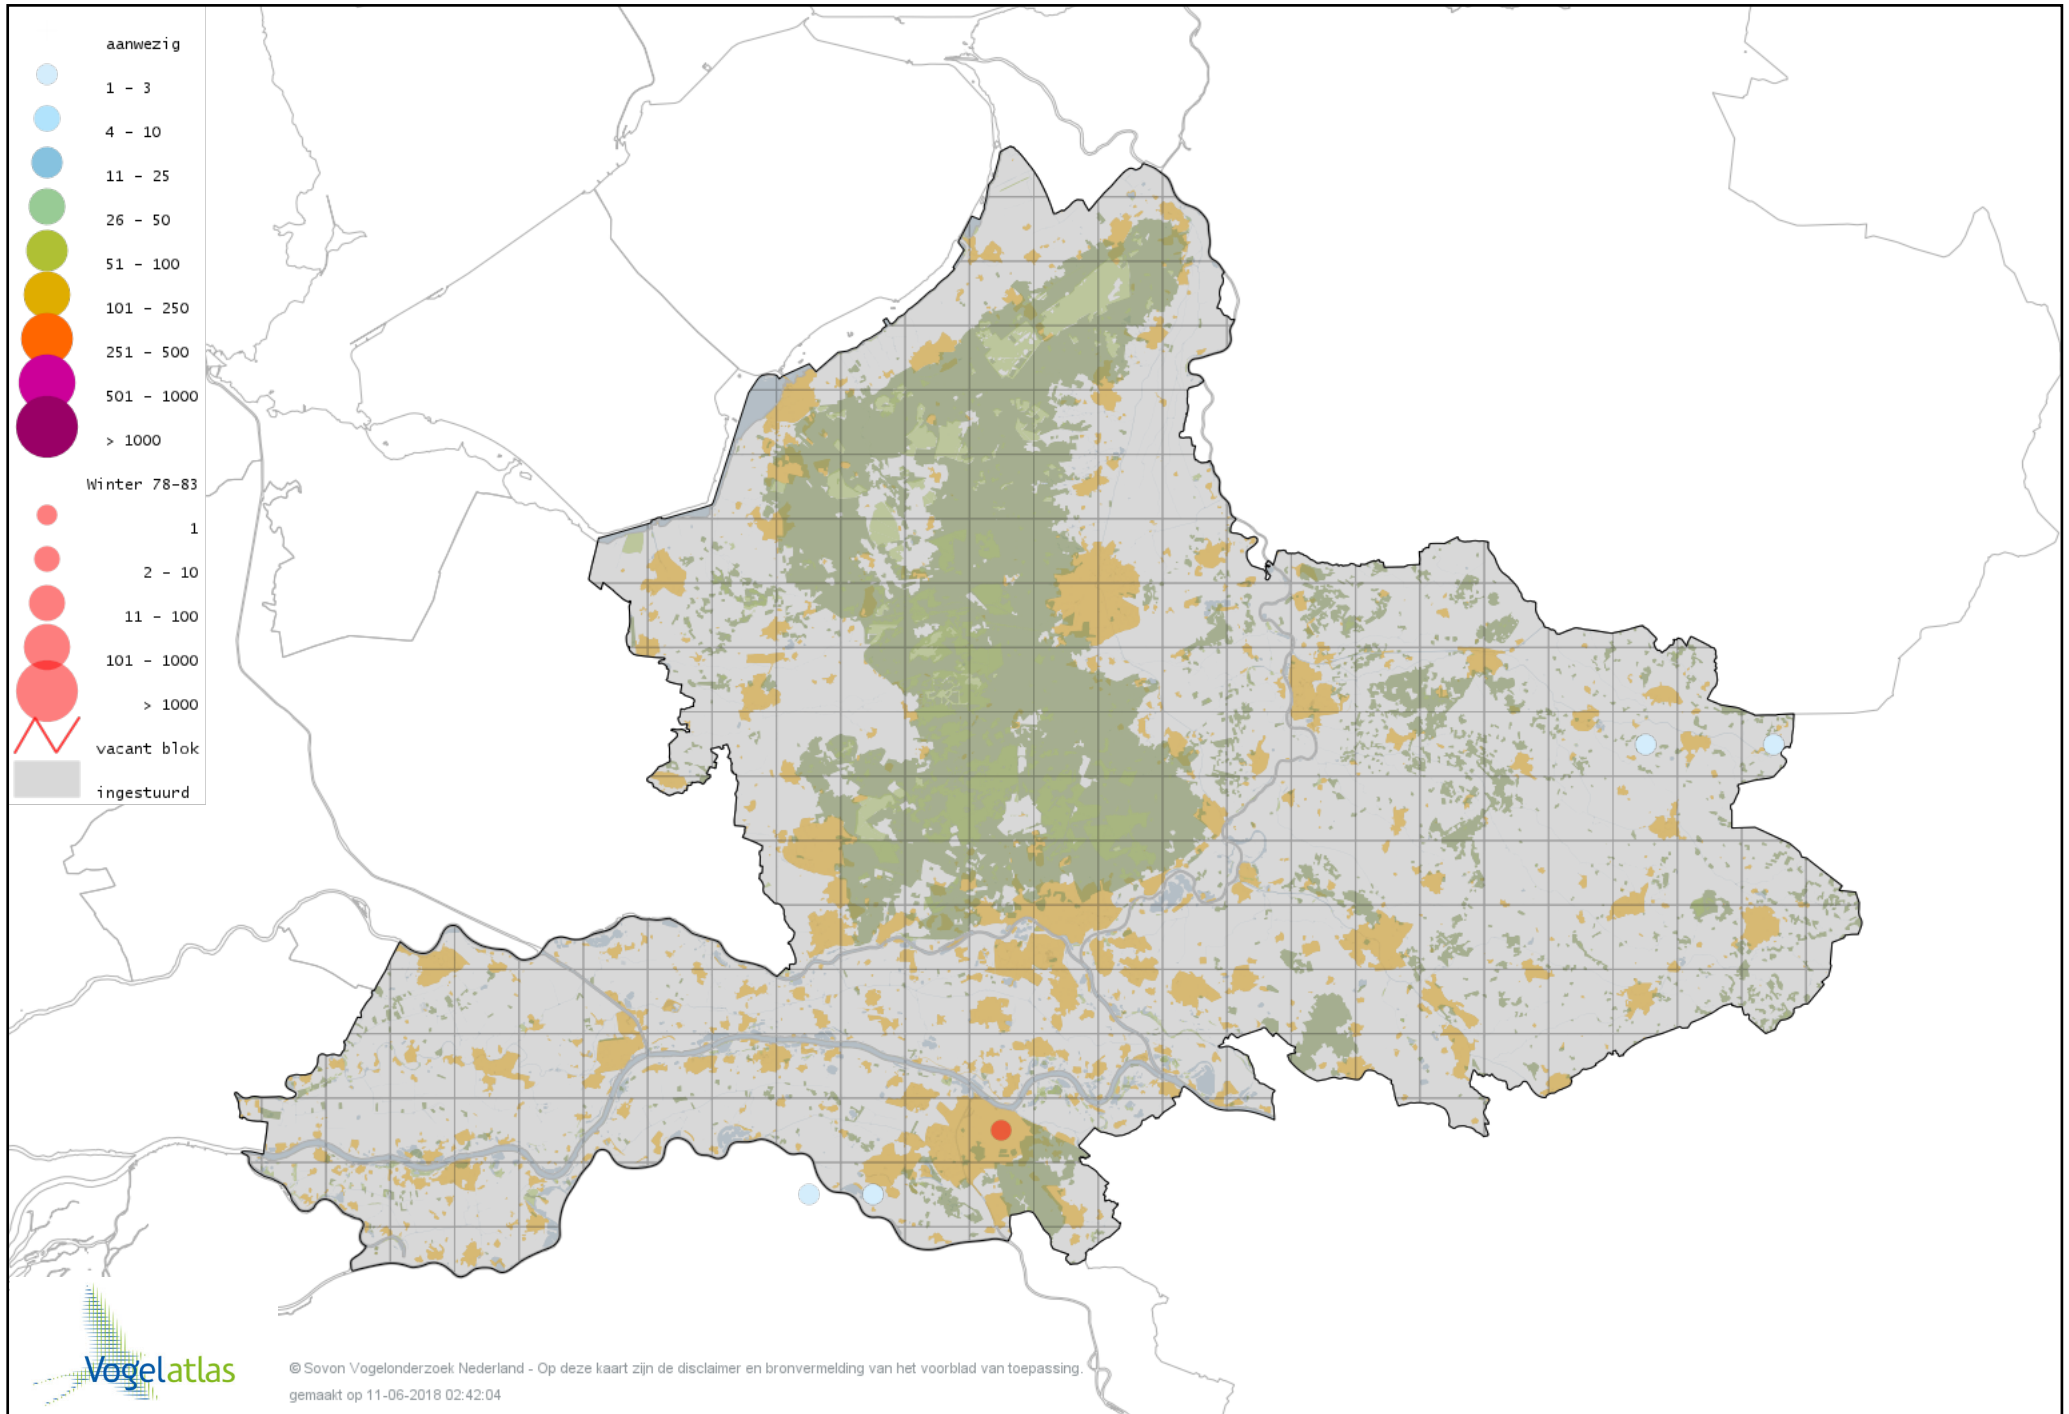 aanwezig
1 - 3
4 - 10
11 - 25
26 - 50
51 - 100
101 - 250
251 - 500
501 - 1000
> 1000
Winter 78-83
1
2 - 10
11 - 100
101 - 1000
> 1000
vacant blok
ingestuurd
Vogelatlas
© Sovon Vogelonderzoek Nederland - Op deze kaart zijn de disclaimer en bronvermelding van het voorblad van toepassing.
gemaakt op 11-06-2018 02:42:04